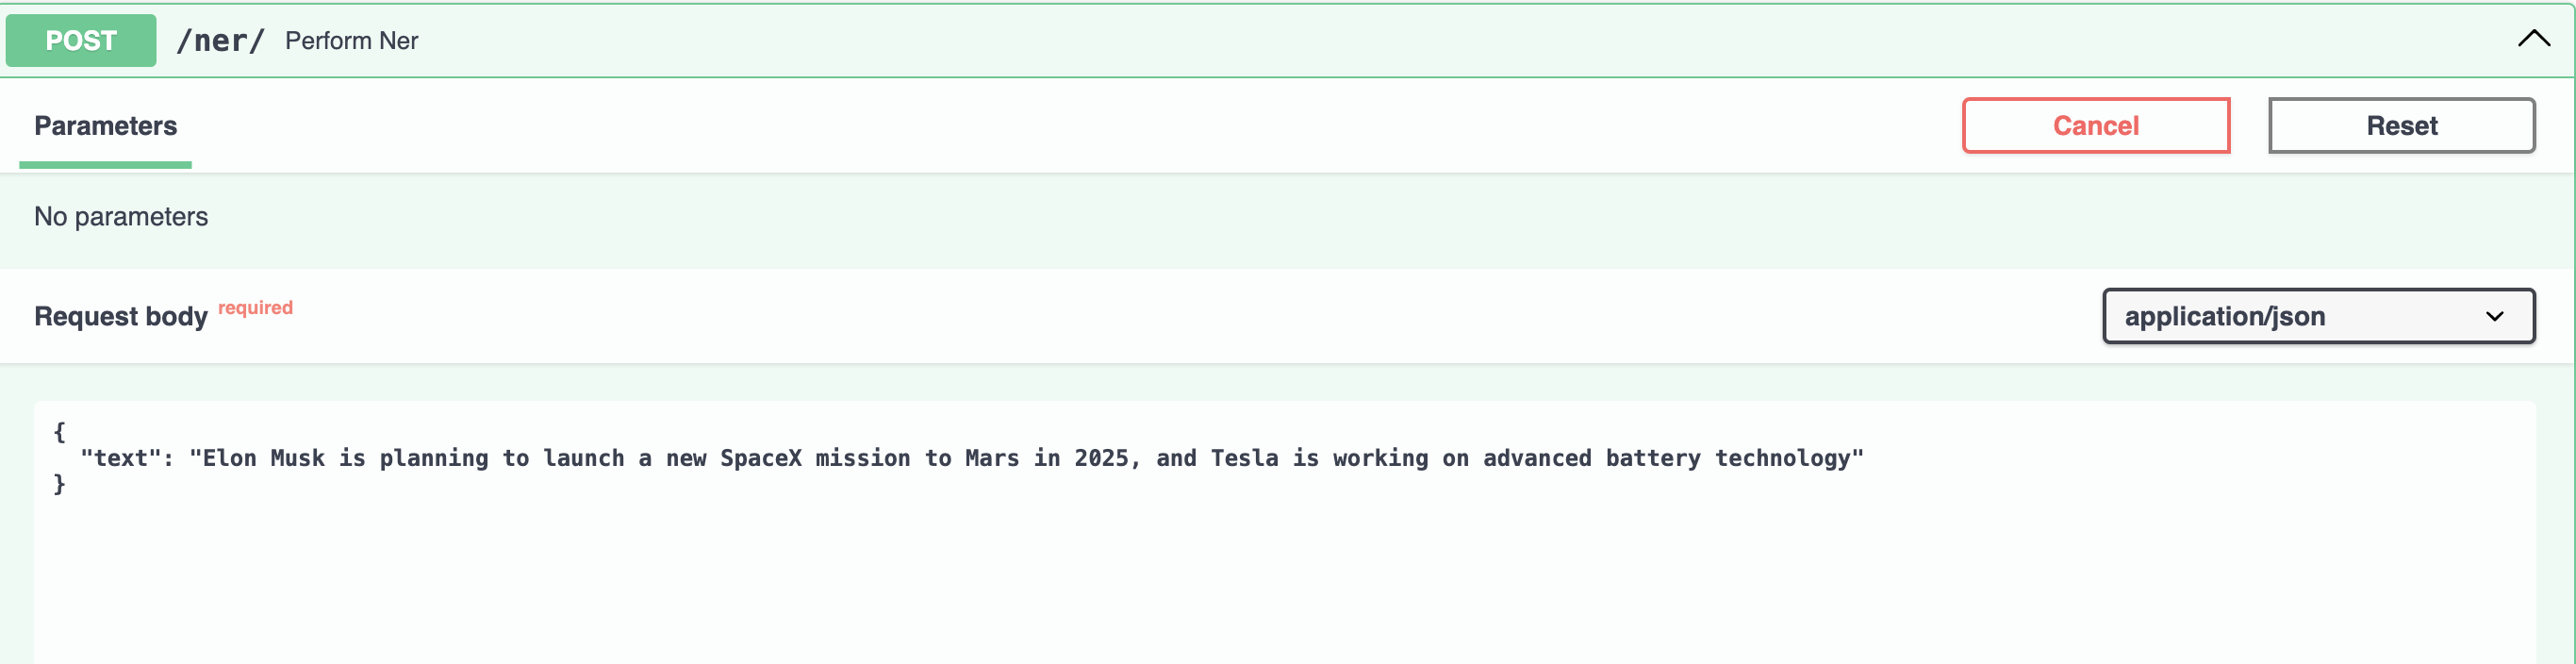 POST /ner/ Perform Ner
Parameters
Cancel
Reset
No parameters
Request body required
application/json
{
  "text": "Elon Musk is planning to launch a new SpaceX mission to Mars in 2025, and Tesla is working on advanced battery technology"
}